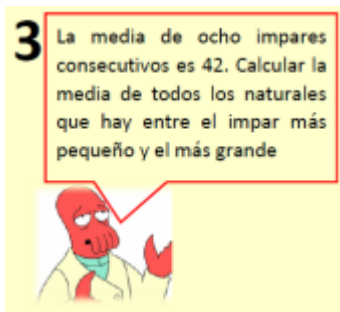 3
La media de ocho impares
consecutivos es 42. Calcular la
media de todos los naturales
que hay entre el impar más
pequeño y el más grande